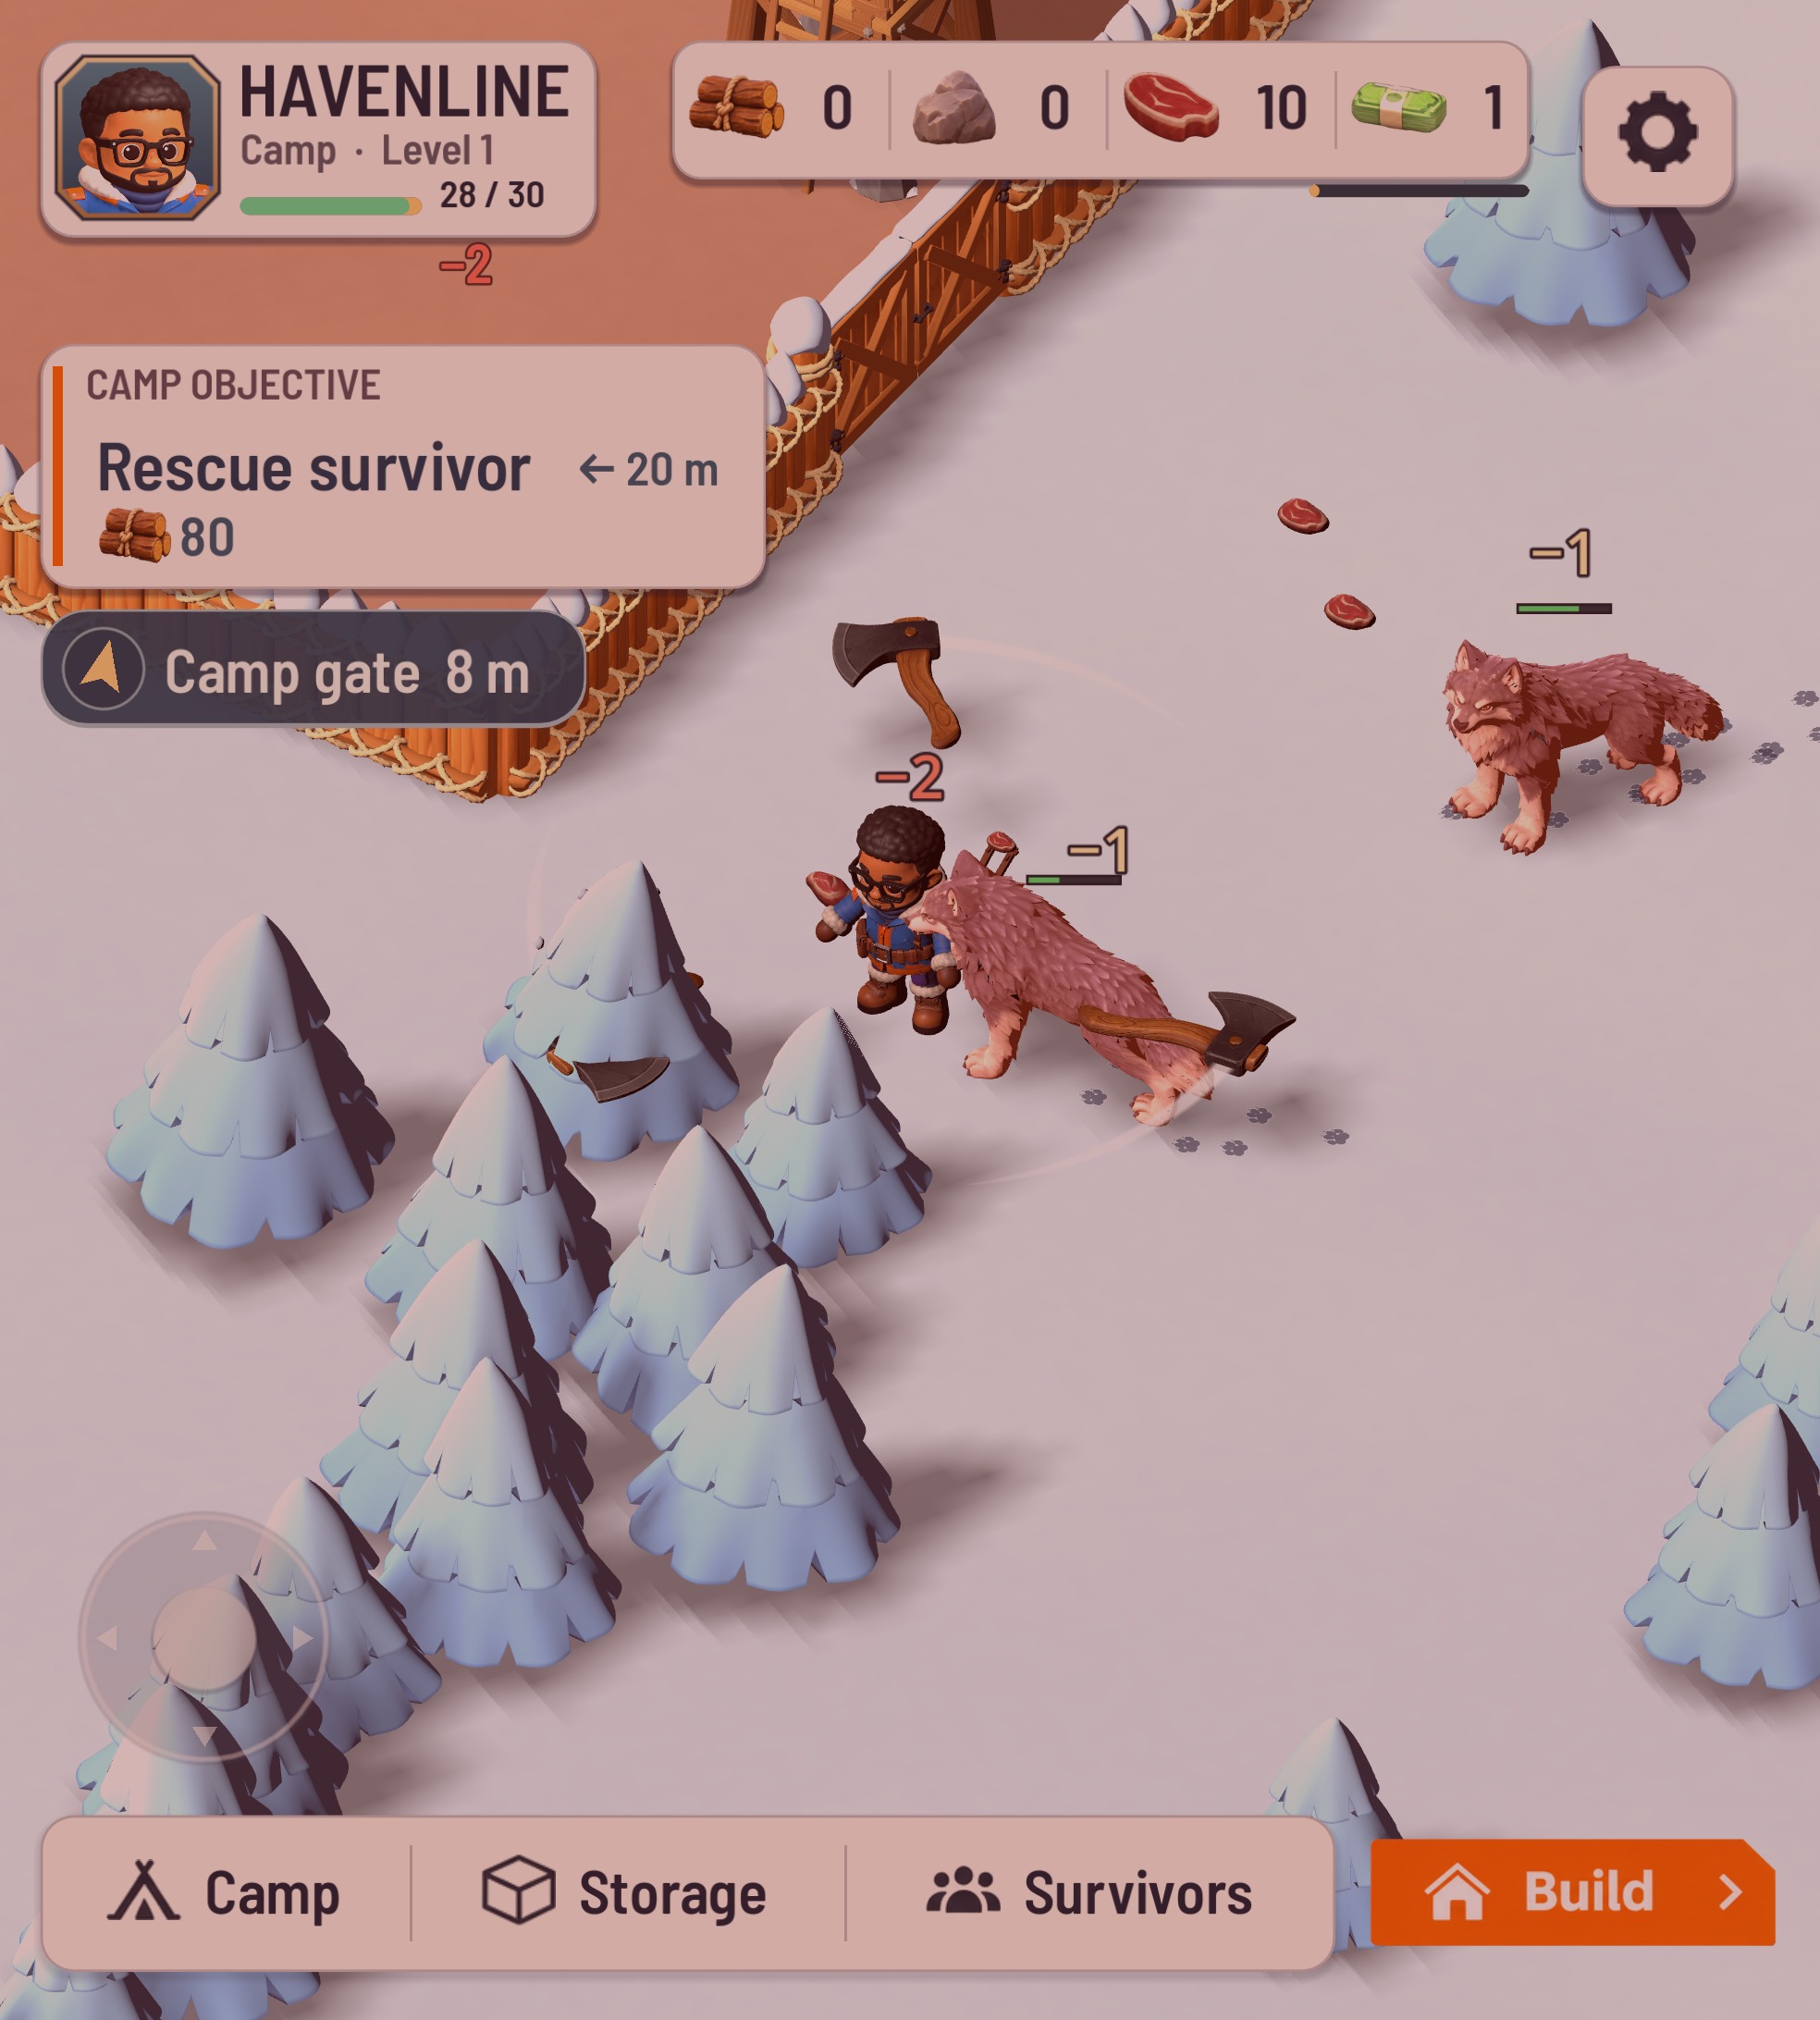 HAVENLINE
Camp · Level 1
28 / 30
−2
0
0
10
1
CAMP OBJECTIVE
Rescue survivor ← 20 m
80
Camp gate 8 m
−1
−2
−1
Camp
Storage
Survivors
Build